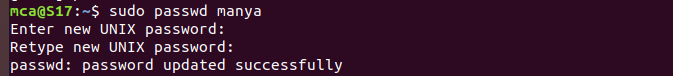 mca@S17:~$ sudo passwd manya
Enter new UNIX password:
Retype new UNIX password:
passwd: password updated successfully